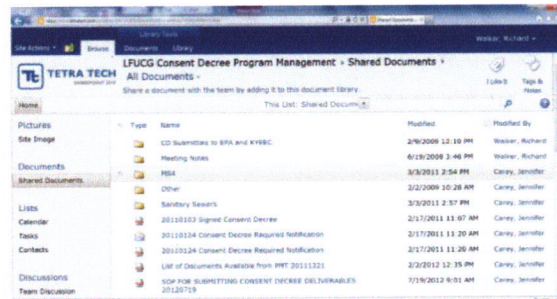 Library Tools
Site Actions
Browse
Documents
Library
Walker, Richard
TETRA TECH
LFUCG Consent Decree Program Management › Shared Documents ›
All Documents
Share a document with the team by adding it to this document library.
I Like It
Tags & Notes
Home
This List: Shared Docume
Pictures
Site Image
Documents
Shared Documents
Lists
Calendar
Tasks
Contacts
Discussions
Team Discussion
Type Name Modified Modified By
CD Submittals to EPA and KYEEC 2/9/2009 12:10 PM Walker, Richard
Meeting Notes 6/19/2008 3:46 PM Walker, Richard
MS4 3/3/2011 2:54 PM Carey, Jennifer
Other 3/2/2009 10:28 AM Carey, Jennifer
Sanitary Sewers 3/3/2011 2:57 PM Carey, Jennifer
20110103 Signed Consent Decree 2/17/2011 11:07 AM Carey, Jennifer
20110124 Consent Decree Required Notification 2/17/2011 11:20 AM Carey, Jennifer
20110124 Consent Decree Required Notification 2/17/2011 11:20 AM Carey, Jennifer
List of Documents Available from PMT 20111221 2/2/2012 12:35 PM Carey, Jennifer
SOP FOR SUBMITTING CONSENT DECREE DELIVERABLES 20120719 7/19/2012 9:01 AM Carey, Jennifer